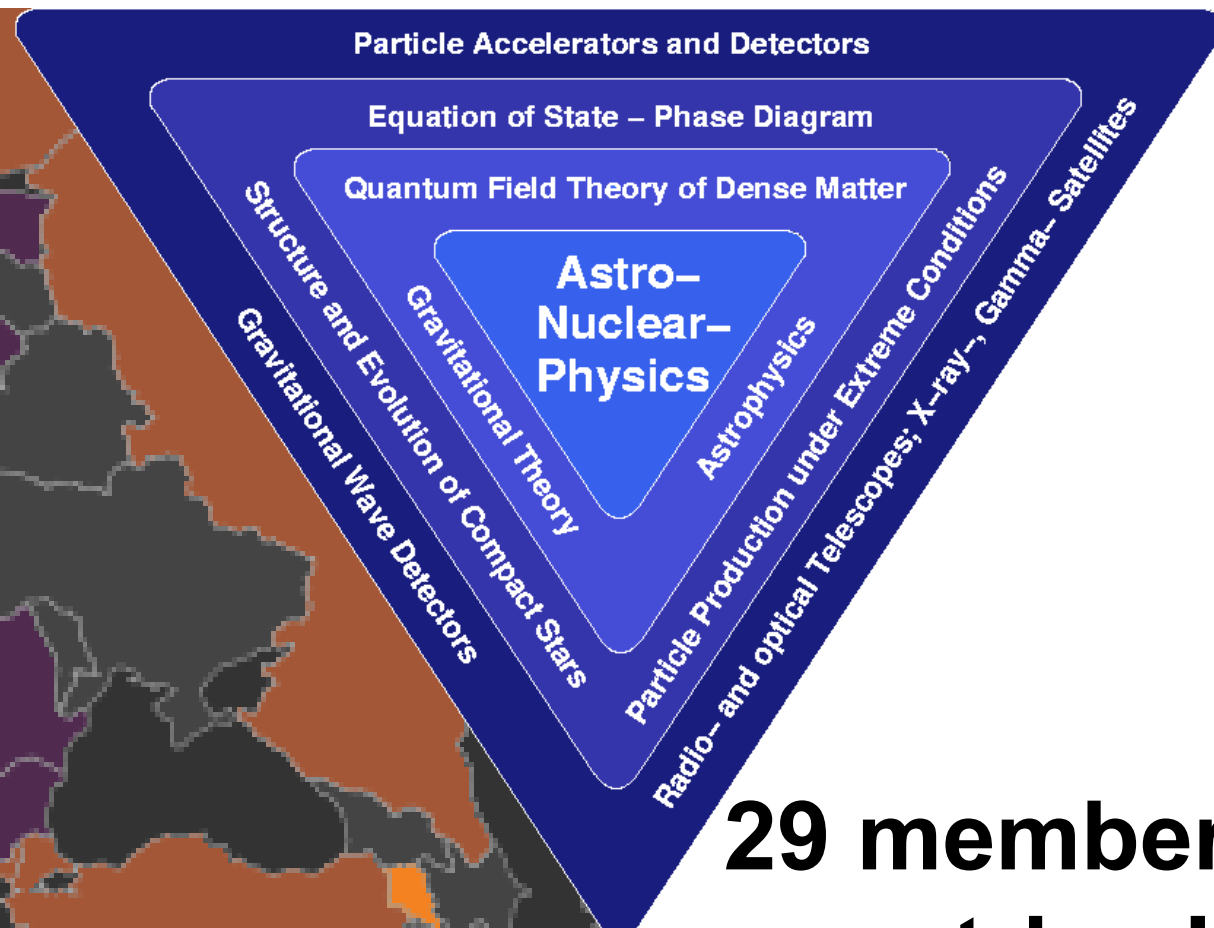 Particle Accelerators and Detectors
Equation of State – Phase Diagram
Quantum Field Theory of Dense Matter
Astro–
Nuclear–
Physics
Gravitational Theory
Astrophysics
Structure and Evolution of Compact Stars
Particle Production under Extreme Conditions
Gravitational Wave Detectors
Radio– and optical Telescopes; X–ray–, Gamma– Satellites
29 member